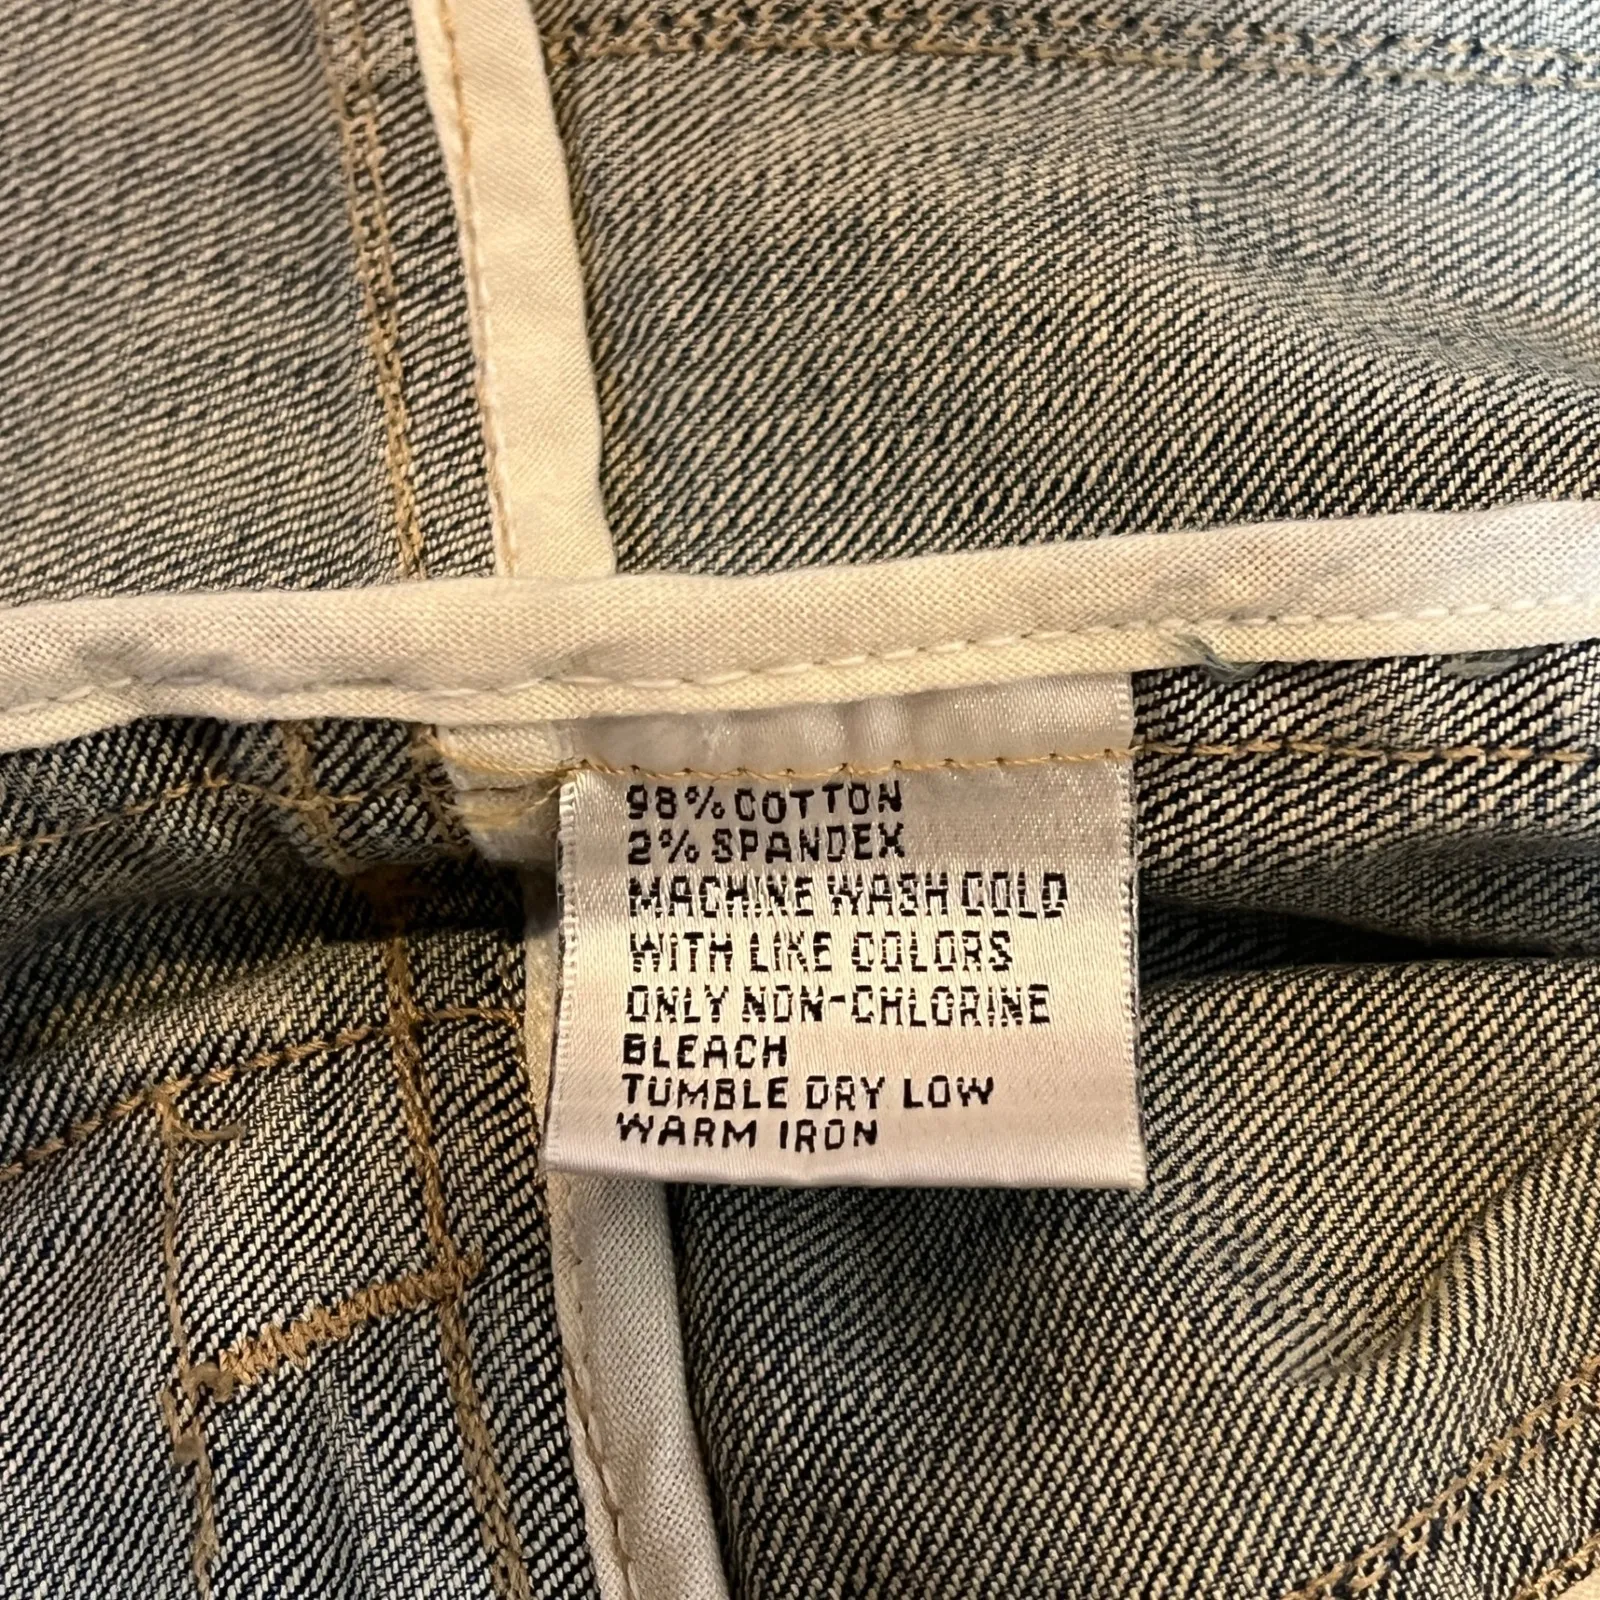 98% COTTON
2% SPANDEX
MACHINE WASH COLD
WITH LIKE COLORS
ONLY NON-CHLORINE
BLEACH
TUMBLE DRY LOW
WARM IRON